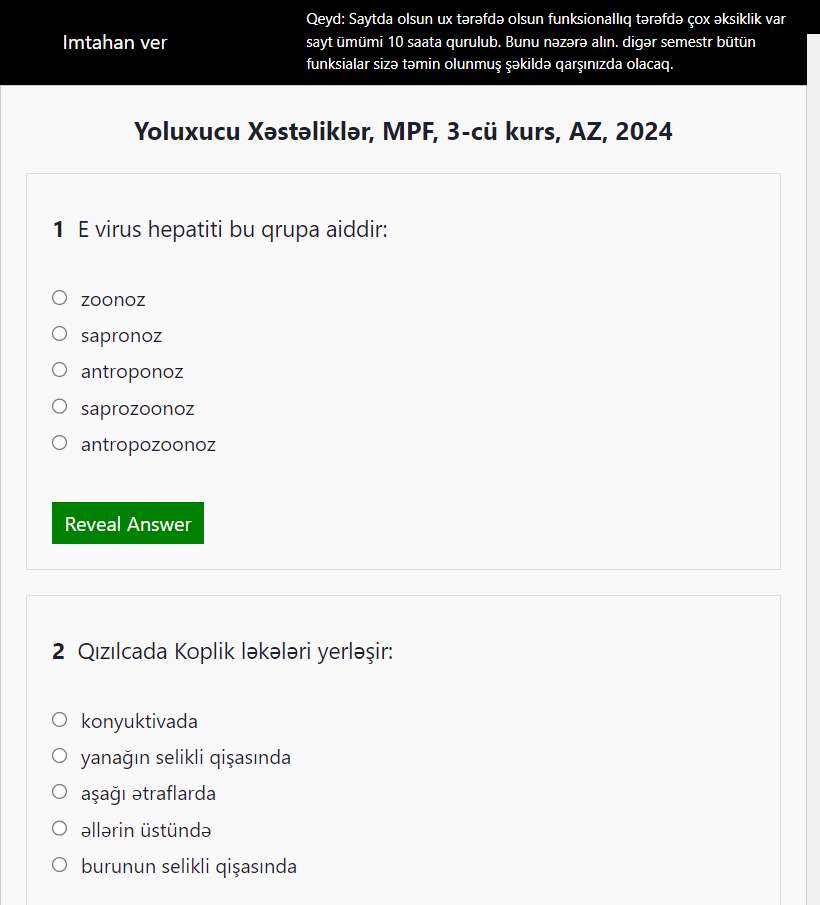 Imtahan ver
Qeyd: Saytda olsun ux tərəfdə olsun funksionallıq tərəfdə çox əksiklik var
sayt ümümi 10 saata qurulub. Bunu nəzərə alın. digər semestr bütün
funksialar sizə təmin olunmuş şəkildə qarşınızda olacaq.
Yoluxucu Xəstəliklər, MPF, 3-cü kurs, AZ, 2024
1 E virus hepatiti bu qrupa aiddir:
zoonoz
sapronoz
antroponoz
saprozoonoz
antropozoonoz
Reveal Answer
2 Qızılcada Koplik ləkələri yerləşir:
konyuktivada
yanağın selikli qişasında
aşağı ətraflarda
əllərin üstündə
burunun selikli qişasında